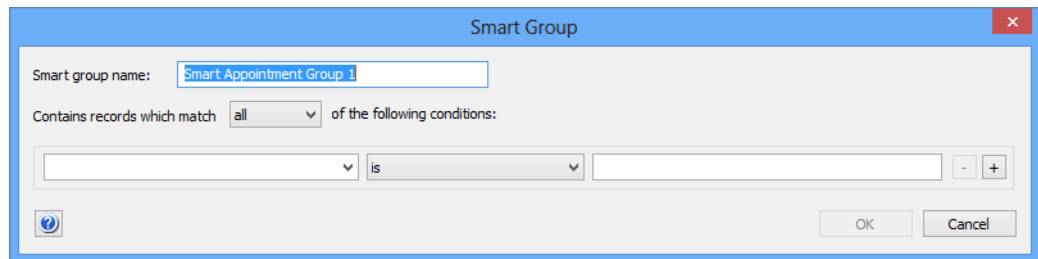 Smart Group
Smart group name: Smart Appointment Group 1
Contains records which match all of the following conditions:
is - +
OK Cancel